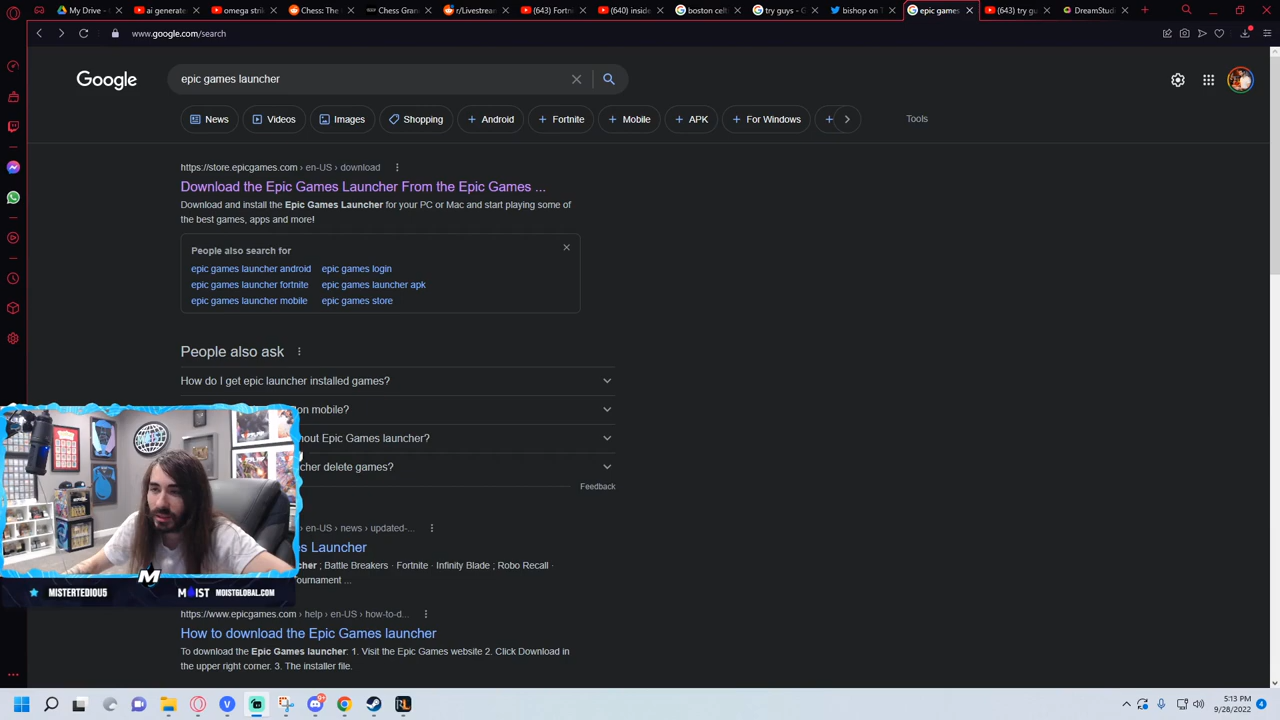 My Drive -
ai generate
omega strik
Chess: The
Chess Gran
r/Livestrean
(643) Fortr
(640) inside
boston celt
try guys - G
bishop on T
epic games
(643) try gu
DreamStudi
www.google.com/search
Google
epic games launcher
News
Videos
Images
Shopping
Android
Fortnite
Mobile
APK
For Windows
Tools
https://store.epicgames.com › en-US › download
Download the Epic Games Launcher From the Epic Games ...
Download and install the Epic Games Launcher for your PC or Mac and start playing some of
the best games, apps and more!
People also search for
epic games launcher android epic games login
epic games launcher fortnite epic games launcher apk
epic games launcher mobile epic games store
People also ask
How do I get epic launcher installed games?
on mobile?
out Epic Games launcher?
cher delete games?
Feedback
en-US › news › updated-...
es Launcher
cher ; Battle Breakers · Fortnite · Infinity Blade ; Robo Recall ·
ournament ...
https://www.epicgames.com › help › en-US › how-to-d...
How to download the Epic Games launcher
To download the Epic Games launcher: 1. Visit the Epic Games website 2. Click Download in
the upper right corner. 3. The installer file.
M
MISTERTEDIOU5
MOIST
MOISTGLOBAL.COM
5:13 PM
9/28/2022
4